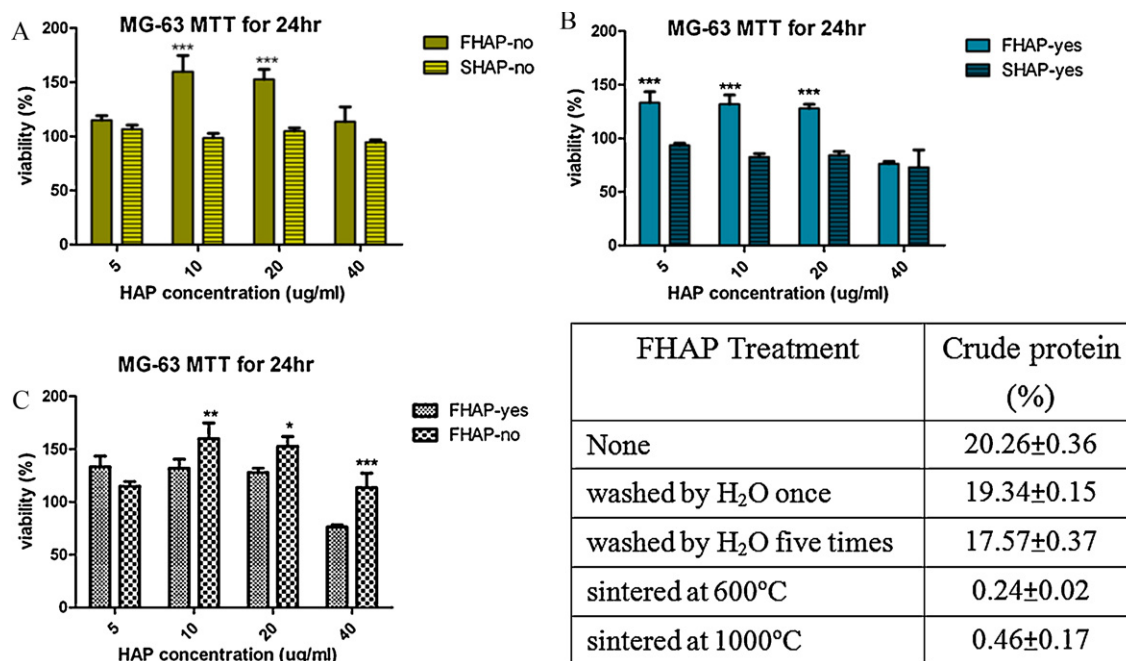 A
MG-63 MTT for 24hr
200
150
100
50
0
viability (%)
*** ***
5 10 20 40
HAP concentration (ug/ml)
FHAP-no
SHAP-no
B
MG-63 MTT for 24hr
200
150
100
50
0
viability (%)
*** *** ***
5 10 20 40
HAP concentration (ug/ml)
FHAP-yes
SHAP-yes
C
MG-63 MTT for 24hr
200
150
100
50
0
viability (%)
** * ***
5 10 20 40
HAP concentration (ug/ml)
FHAP-yes
FHAP-no
FHAP Treatment Crude protein
(%)
None 20.26±0.36
washed by H₂O once 19.34±0.15
washed by H₂O five times 17.57±0.37
sintered at 600°C 0.24±0.02
sintered at 1000°C 0.46±0.17